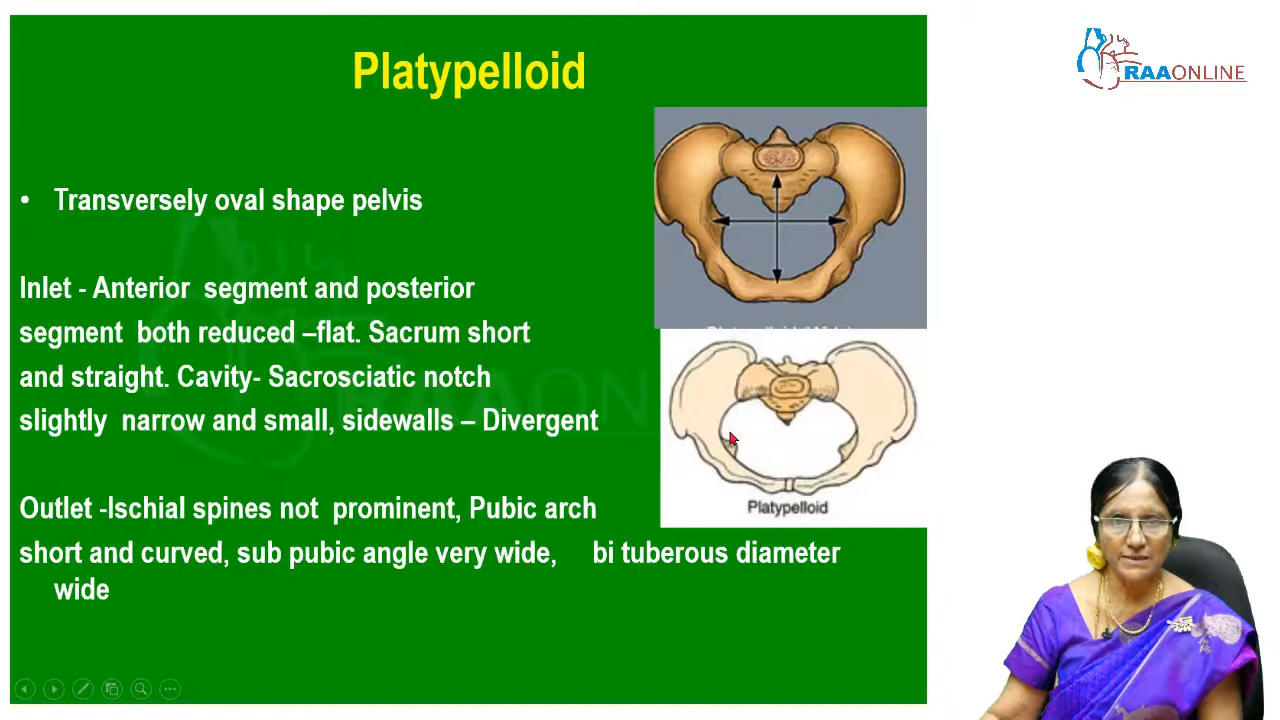 Platypelloid
RAAONLINE
• Transversely oval shape pelvis
Inlet - Anterior segment and posterior
segment both reduced –flat. Sacrum short
and straight. Cavity- Sacrosciatic notch
slightly narrow and small, sidewalls – Divergent
Platypelloid
Outlet -Ischial spines not prominent, Pubic arch
short and curved, sub pubic angle very wide, bi tuberous diameter
wide